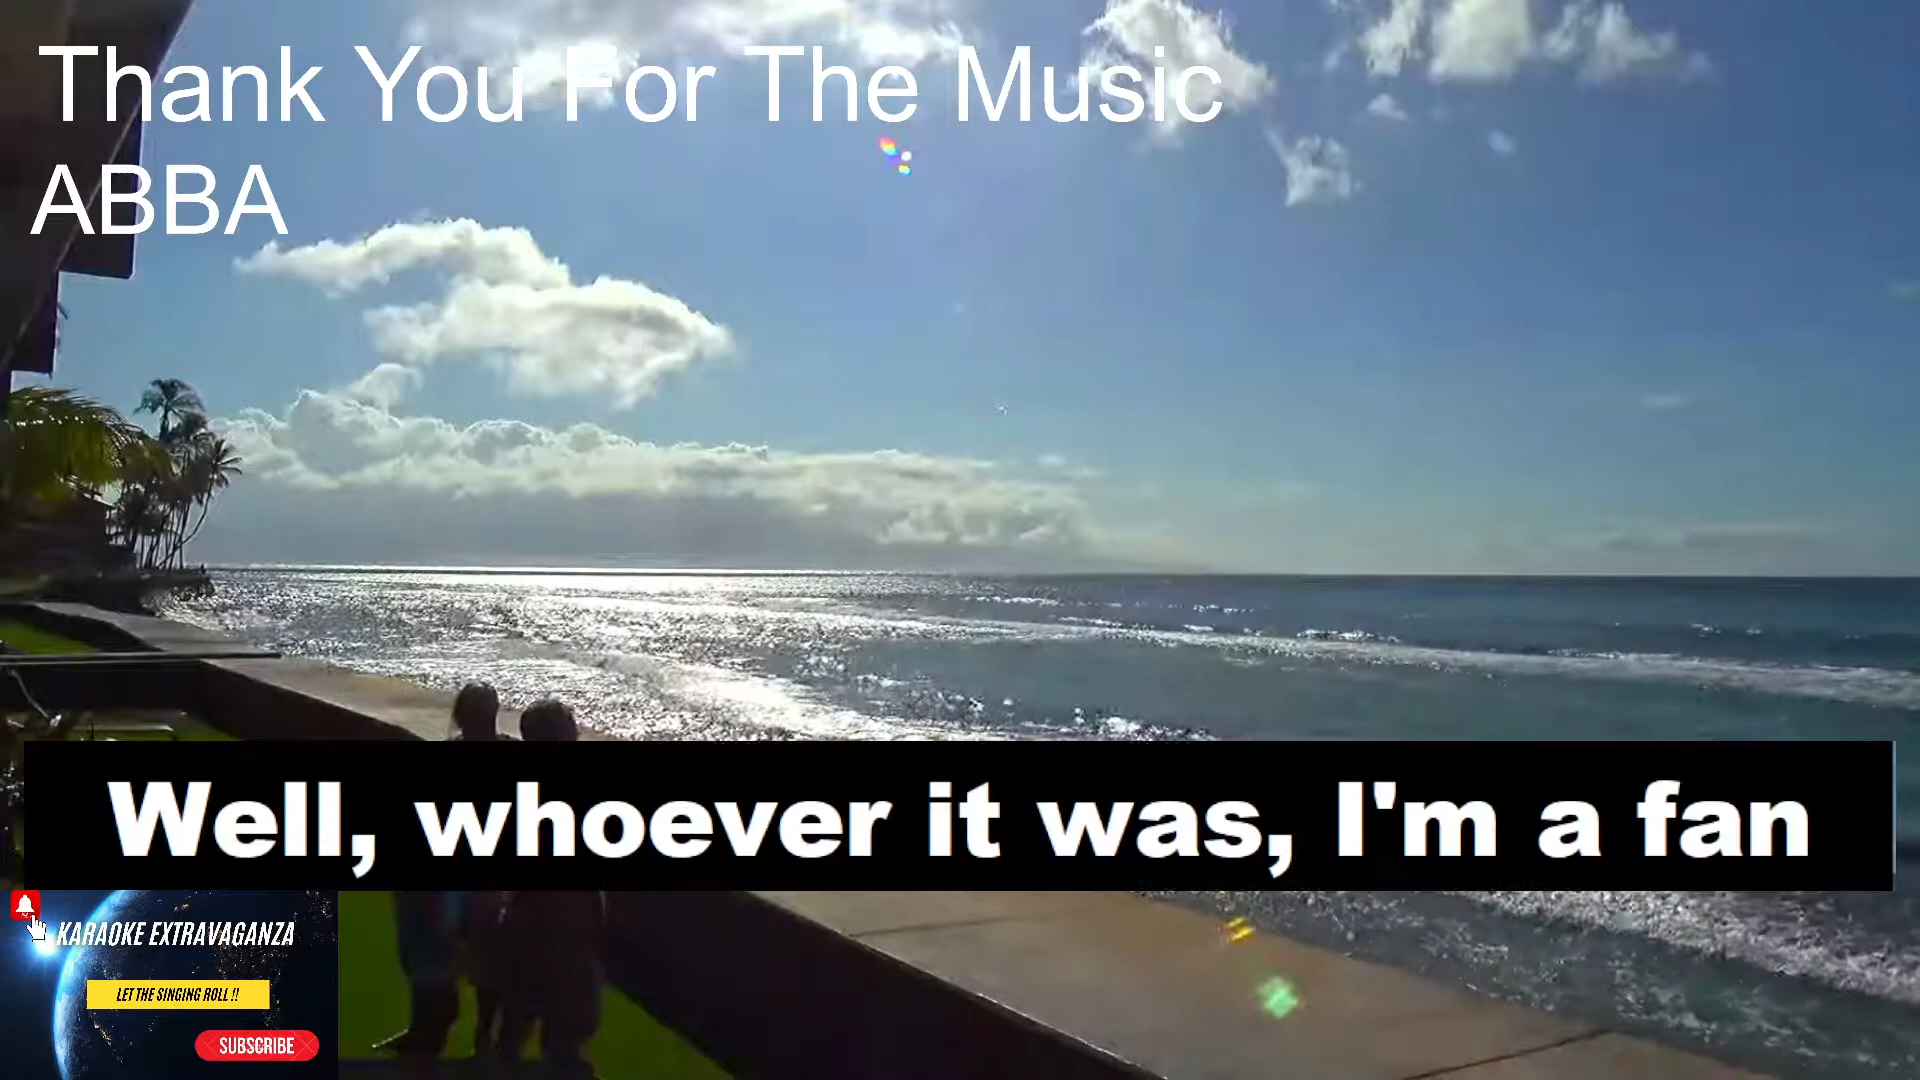 Thank You For The Music
ABBA
Well, whoever it was, I'm a fan
KARAOKE EXTRAVAGANZA
LET THE SINGING ROLL !!
SUBSCRIBE